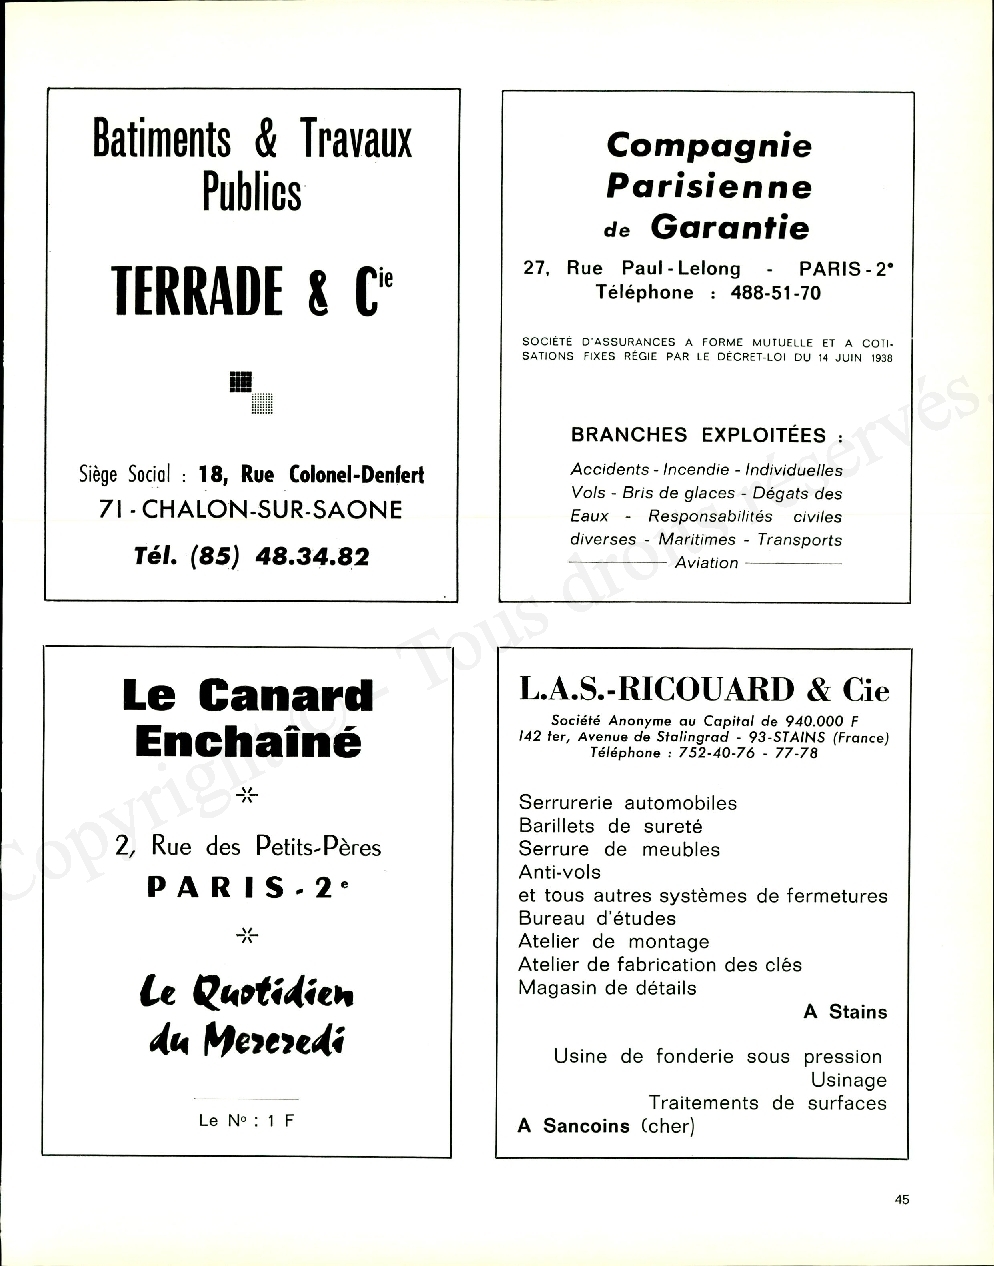 Batiments & Travaux
Publics
TERRADE & Cie
Siège Social : 18, Rue Colonel-Denfert
71 - CHALON-SUR-SAONE
Tél. (85) 48.34.82
Compagnie
Parisienne
de Garantie
27, Rue Paul-Lelong - PARIS-2e
Téléphone : 488-51-70
SOCIÉTÉ D'ASSURANCES A FORME MUTUELLE ET A COTI-
SATIONS FIXES RÉGIE PAR LE DÉCRET-LOI DU 14 JUIN 1938
BRANCHES EXPLOITÉES :
Accidents - Incendie - Individuelles
Vols - Bris de glaces - Dégats des
Eaux - Responsabilités civiles
diverses - Maritimes - Transports
Aviation
Le Canard
Enchaîné
2, Rue des Petits-Pères
PARIS-2e
Le Quotidien
du Mercredi
Le No : 1 F
L.A.S.-RICOUARD & Cie
Société Anonyme au Capital de 940.000 F
142 ter, Avenue de Stalingrad - 93-STAINS (France)
Téléphone : 752-40-76 - 77-78
Serrurerie automobiles
Barillets de sureté
Serrure de meubles
Anti-vols
et tous autres systèmes de fermetures
Bureau d'études
Atelier de montage
Atelier de fabrication des clés
Magasin de détails
A Stains
Usine de fonderie sous pression
Usinage
Traitements de surfaces
A Sancoins (cher)
45
Copyright © - Tous droits réservés.